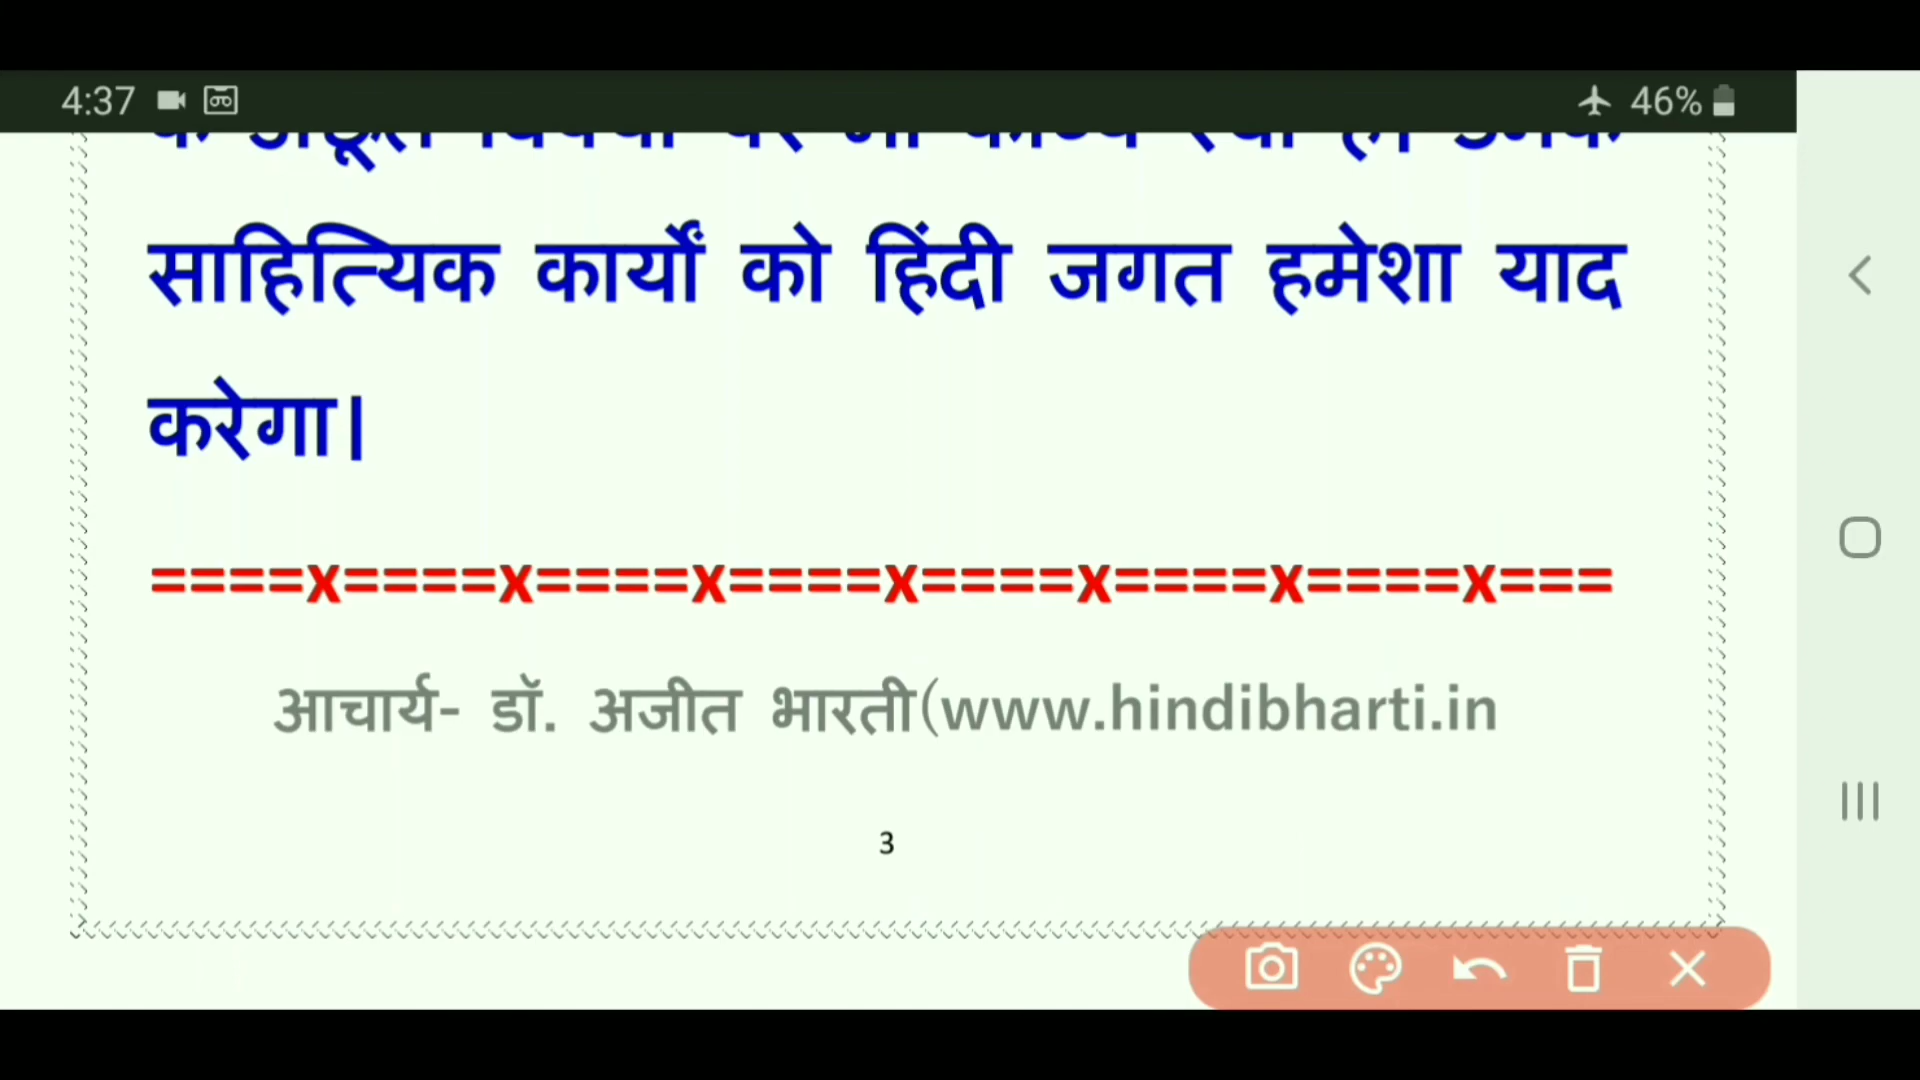 4:37
46%
साहित्यिक कार्यों को हिंदी जगत हमेशा याद
करेगा।
====x====x====x====x====x====x====x===
आचार्य- डॉ. अजीत भारती(www.hindibharti.in
3